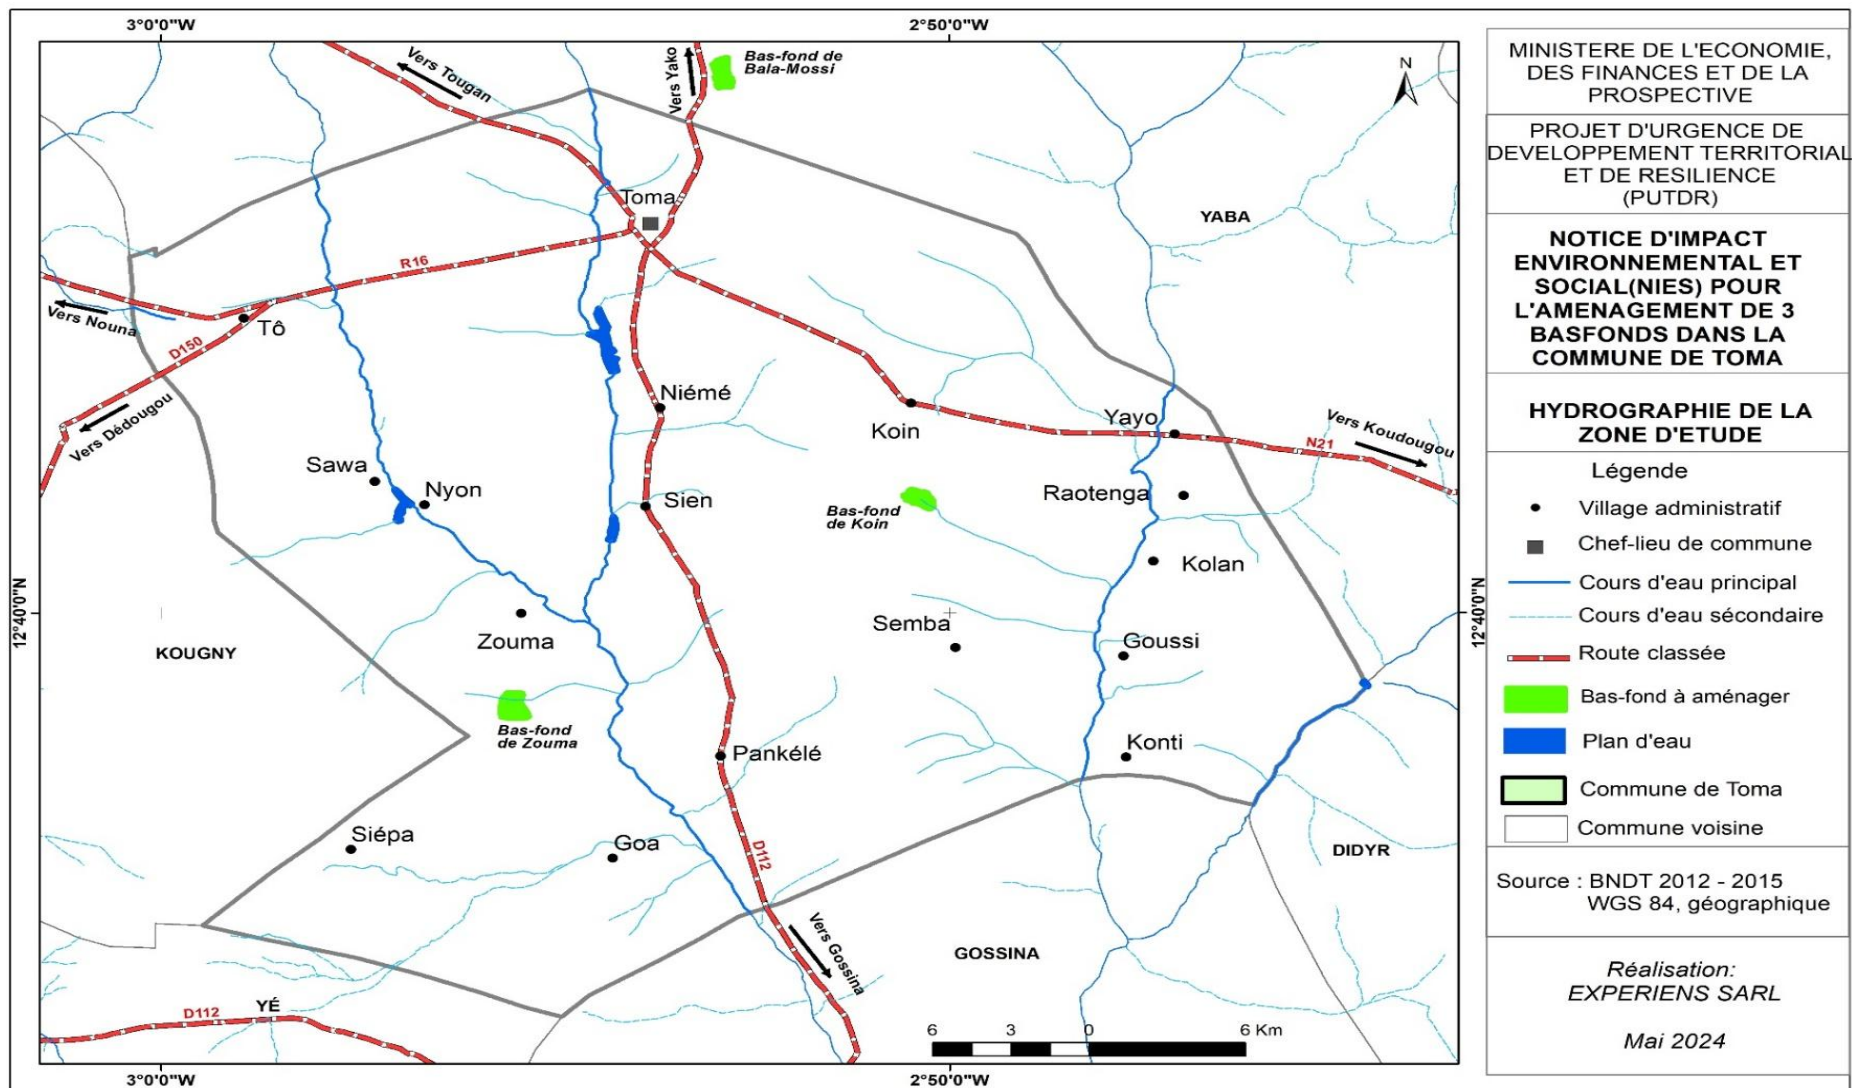 3°0'0"W
2°50'0"W
Vers Tougan
Vers Yako
Bas-fond de
Bala-Mossi
N
Toma
YABA
R16
Vers Nouna
Tô
D150
Vers Dédougou
Niémé
Koin
Yayo
Vers Koudougou
N21
Sawa
Nyon
Sien
Bas-fond
de Koin
Raotenga
Kolan
12°40'0"N
12°40'0"N
Zouma
Semba
Goussi
KOUGNY
Bas-fond
de Zouma
Pankélé
Konti
Siépa
Goa
D112
DIDYR
Vers Gossina
GOSSINA
YÉ
D112
6 3 0 6 Km
3°0'0"W
2°50'0"W
MINISTERE DE L'ECONOMIE,
DES FINANCES ET DE LA
PROSPECTIVE
PROJET D'URGENCE DE
DEVELOPPEMENT TERRITORIAL
ET DE RESILIENCE
(PUTDR)
NOTICE D'IMPACT
ENVIRONNEMENTAL ET
SOCIAL(NIES) POUR
L'AMENAGEMENT DE 3
BASFONDS DANS LA
COMMUNE DE TOMA
HYDROGRAPHIE DE LA
ZONE D'ETUDE
Légende
Village administratif
Chef-lieu de commune
Cours d'eau principal
Cours d'eau sécondaire
Route classée
Bas-fond à aménager
Plan d'eau
Commune de Toma
Commune voisine
Source : BNDT 2012 - 2015
WGS 84, géographique
Réalisation:
EXPERIENS SARL
Mai 2024